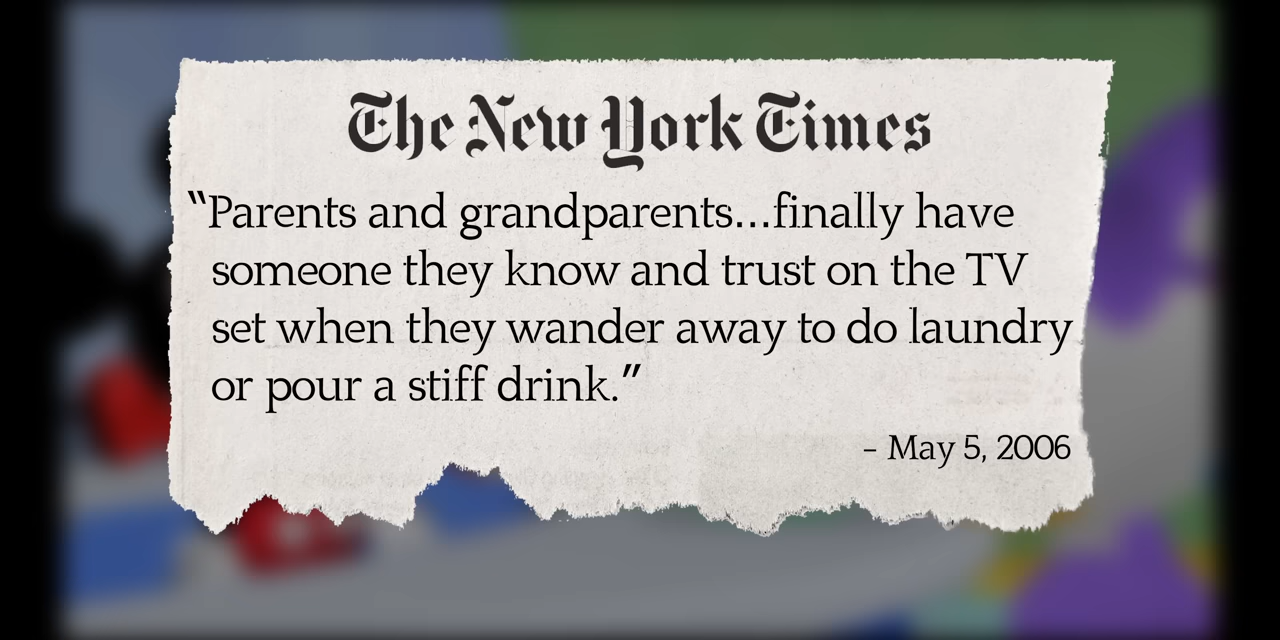 The New York Times
“Parents and grandparents...finally have
someone they know and trust on the TV
set when they wander away to do laundry
or pour a stiff drink.”
– May 5, 2006